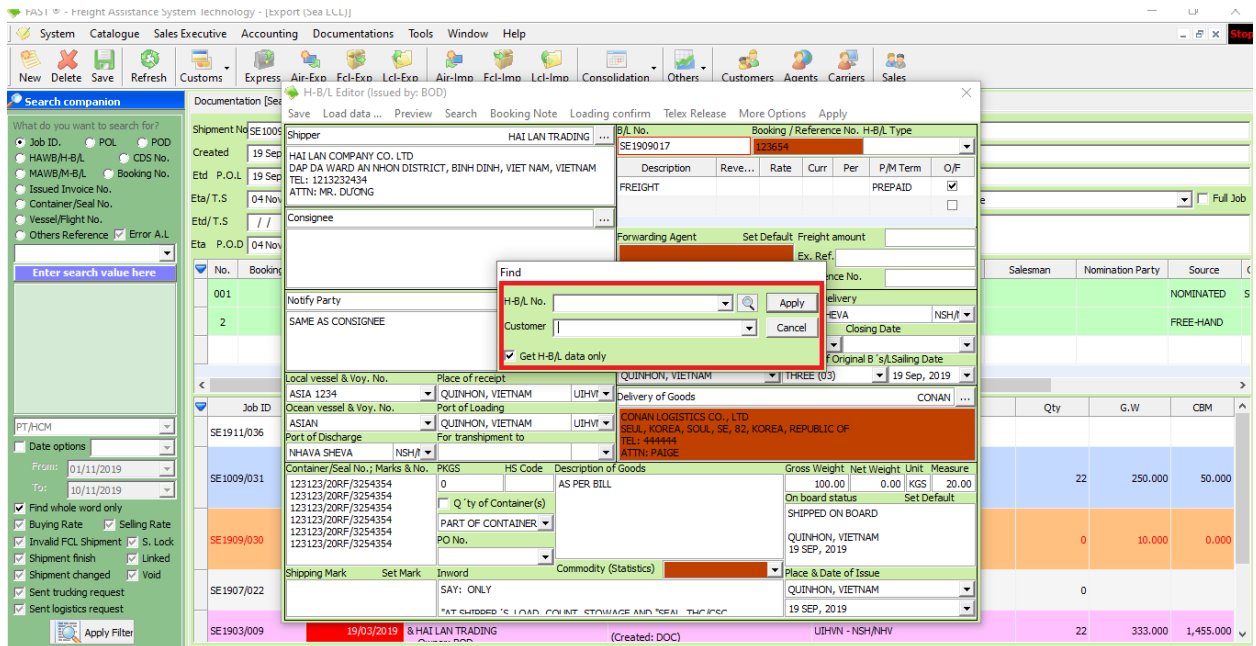 FAST ® - Freight Assistance System Technology - [Export (Sea LCL)]
System Catalogue Sales Executive Accounting Documentations Tools Window Help
Stop
New Delete Save Refresh Customs Express Air-Exp Fcl-Exp Lcl-Exp Air-Imp Fcl-Imp Lcl-Imp Consolidation Others Customers Agents Carriers Sales
Search companion
What do you want to search for?
Job ID. POL POD
HAWB/H-B/L CDS No.
MAWB/M-B/L Booking No.
Issued Invoice No.
Container/Seal No.
Vessel/Flight No.
Others Reference Error A.L
Enter search value here
PT/HCM
Date options
From: 01/11/2019
To: 10/11/2019
Find whole word only
Buying Rate Selling Rate
Invalid FCL Shipment S. Lock
Shipment finish Linked
Shipment changed Void
Sent trucking request
Sent logistics request
Apply Filter
Documentation [Sea
Shipment No SE1009
Created 19 Sep
Etd P.O.L 19 Sep
Eta/T.S 04 Nov
Etd/T.S / /
Eta P.O.D 04 Nov
Full Job
No. Booking
001
2
Salesman Nomination Party Source
NOMINATED S
FREE-HAND
H-B/L Editor (Issued by: BOD)
Save Load data ... Preview Search Booking Note Loading confirm Telex Release More Options Apply
Shipper HAI LAN TRADING ...
HAI LAN COMPANY CO. LTD
DAP DA WARD AN NHON DISTRICT, BINH DINH, VIET NAM, VIETNAM
TEL: 1213232434
ATTN: MR. DƯƠNG
Consignee ...
Notify Party
SAME AS CONSIGNEE
B/L No. Booking / Reference No. H-B/L Type
SE1909017 123654
Description Reve... Rate Curr Per P/M Term O/F
FREIGHT PREPAID
Forwarding Agent Set Default Freight amount
Ex. Ref.
ence No.
elivery
HEVA NSH/
Closing Date
f Original B´s/L Sailing Date
QUINHON, VIETNAM THREE (03) 19 Sep, 2019
Find
H-B/L No. Apply
Customer Cancel
Get H-B/L data only
Local vessel & Voy. No. Place of receipt
ASIA 1234 QUINHON, VIETNAM UIHVN
Ocean vessel & Voy. No. Port of Loading
ASIAN QUINHON, VIETNAM UIHVN
Port of Discharge For transhipment to
NHAVA SHEVA NSH/
Delivery of Goods CONAN ...
CONAN LOGISTICS CO., LTD
SEUL, KOREA, SOUL, SE, 82, KOREA, REPUBLIC OF
TEL: 444444
ATTN: PAIGE
Container/Seal No.; Marks & No. PKGS HS Code Description of Goods Gross Weight Net Weight Unit Measure
123123/20RF/3254354 0 AS PER BILL 100.00 0.00 KGS 20.00
123123/20RF/3254354
123123/20RF/3254354
123123/20RF/3254354
123123/20RF/3254354
123123/20RF/3254354
Q´ty of Container(s)
PART OF CONTAINER
PO No.
On board status Set Default
SHIPPED ON BOARD
QUINHON, VIETNAM
19 SEP, 2019
Shipping Mark Set Mark Inword Commodity (Statistics) Place & Date of Issue
SAY: ONLY QUINHON, VIETNAM
"AT SHIPPER´S LOAD, COUNT, STOWAGE AND "SEAL, THC/CSC 19 SEP, 2019
Job ID Qty G.W CBM
SE1911/036
SE1009/031 22 250.000 50.000
SE1909/030 0 10.000 0.000
SE1907/022 0
SE1903/009 19/03/2019 & HAI LAN TRADING (Created: DOC) UIHVN - NSH/NHV 22 333.000 1,455.000